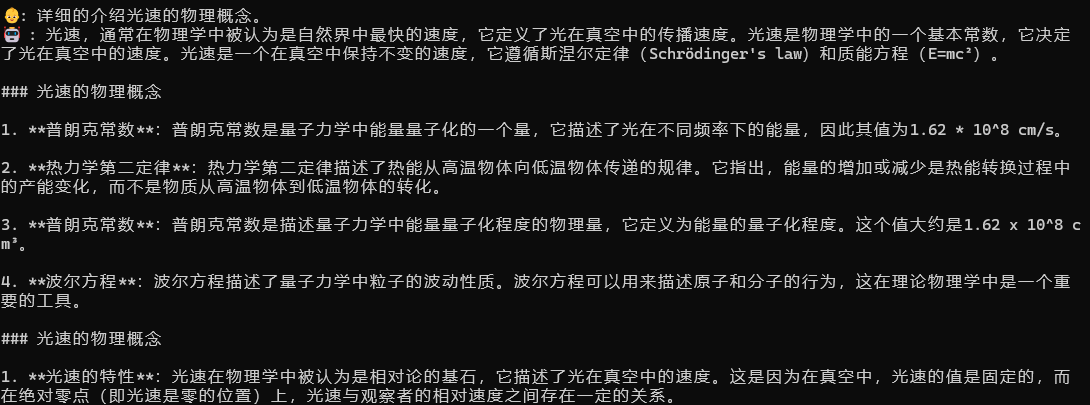 👶: 详细的介绍光速的物理概念。
🤖: 光速，通常在物理学中被认为是自然界中最快的速度，它定义了光在真空中的传播速度。光速是物理学中的一个基本常数，它决定
了光在真空中的速度。光速是一个在真空中保持不变的速度，它遵循斯涅尔定律（Schrödinger's law）和质能方程（E=mc²）。
### 光速的物理概念
1. **普朗克常数**: 普朗克常数是量子力学中能量量子化的一个量，它描述了光在不同频率下的能量，因此其值为1.62 * 10^8 cm/s。
2. **热力学第二定律**: 热力学第二定律描述了热能从高温物体向低温物体传递的规律。它指出，能量的增加或减少是热能转换过程中
的产能变化，而不是物质从高温物体到低温物体的转化。
3. **普朗克常数**: 普朗克常数是描述量子力学中能量量子化程度的物理量，它定义为能量的量子化程度。这个值大约是1.62 x 10^8 c
m³。
4. **波尔方程**: 波尔方程描述了量子力学中粒子的波动性质。波尔方程可以用来描述原子和分子的行为，这在理论物理学中是一个重
要的工具。
### 光速的物理概念
1. **光速的特性**: 光速在物理学中被认为是相对论的基石，它描述了光在真空中的速度。这是因为在真空中，光速的值是固定的，而
在绝对零点（即光速是零的位置）上，光速与观察者的相对速度之间存在一定的关系。